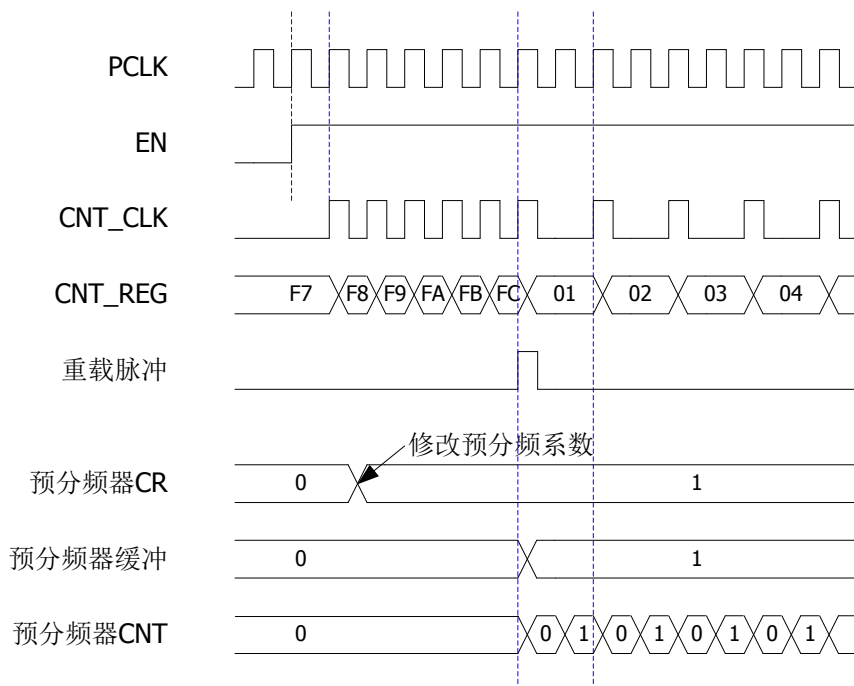 PCLK
EN
CNT_CLK
CNT_REG F7 F8 F9 FA FB FC 01 02 03 04
重载脉冲
修改预分频系数
预分频器CR 0 1
预分频器缓冲 0 1
预分频器CNT 0 0 1 0 1 0 1 0 1